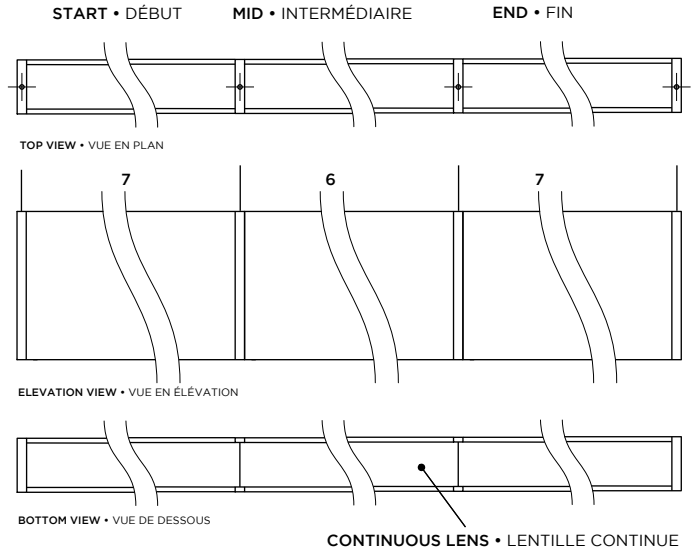 START • DÉBUT MID • INTERMÉDIAIRE END • FIN
TOP VIEW • VUE EN PLAN
7 6 7
ELEVATION VIEW • VUE EN ÉLÉVATION
BOTTOM VIEW • VUE DE DESSOUS
CONTINUOUS LENS • LENTILLE CONTINUE